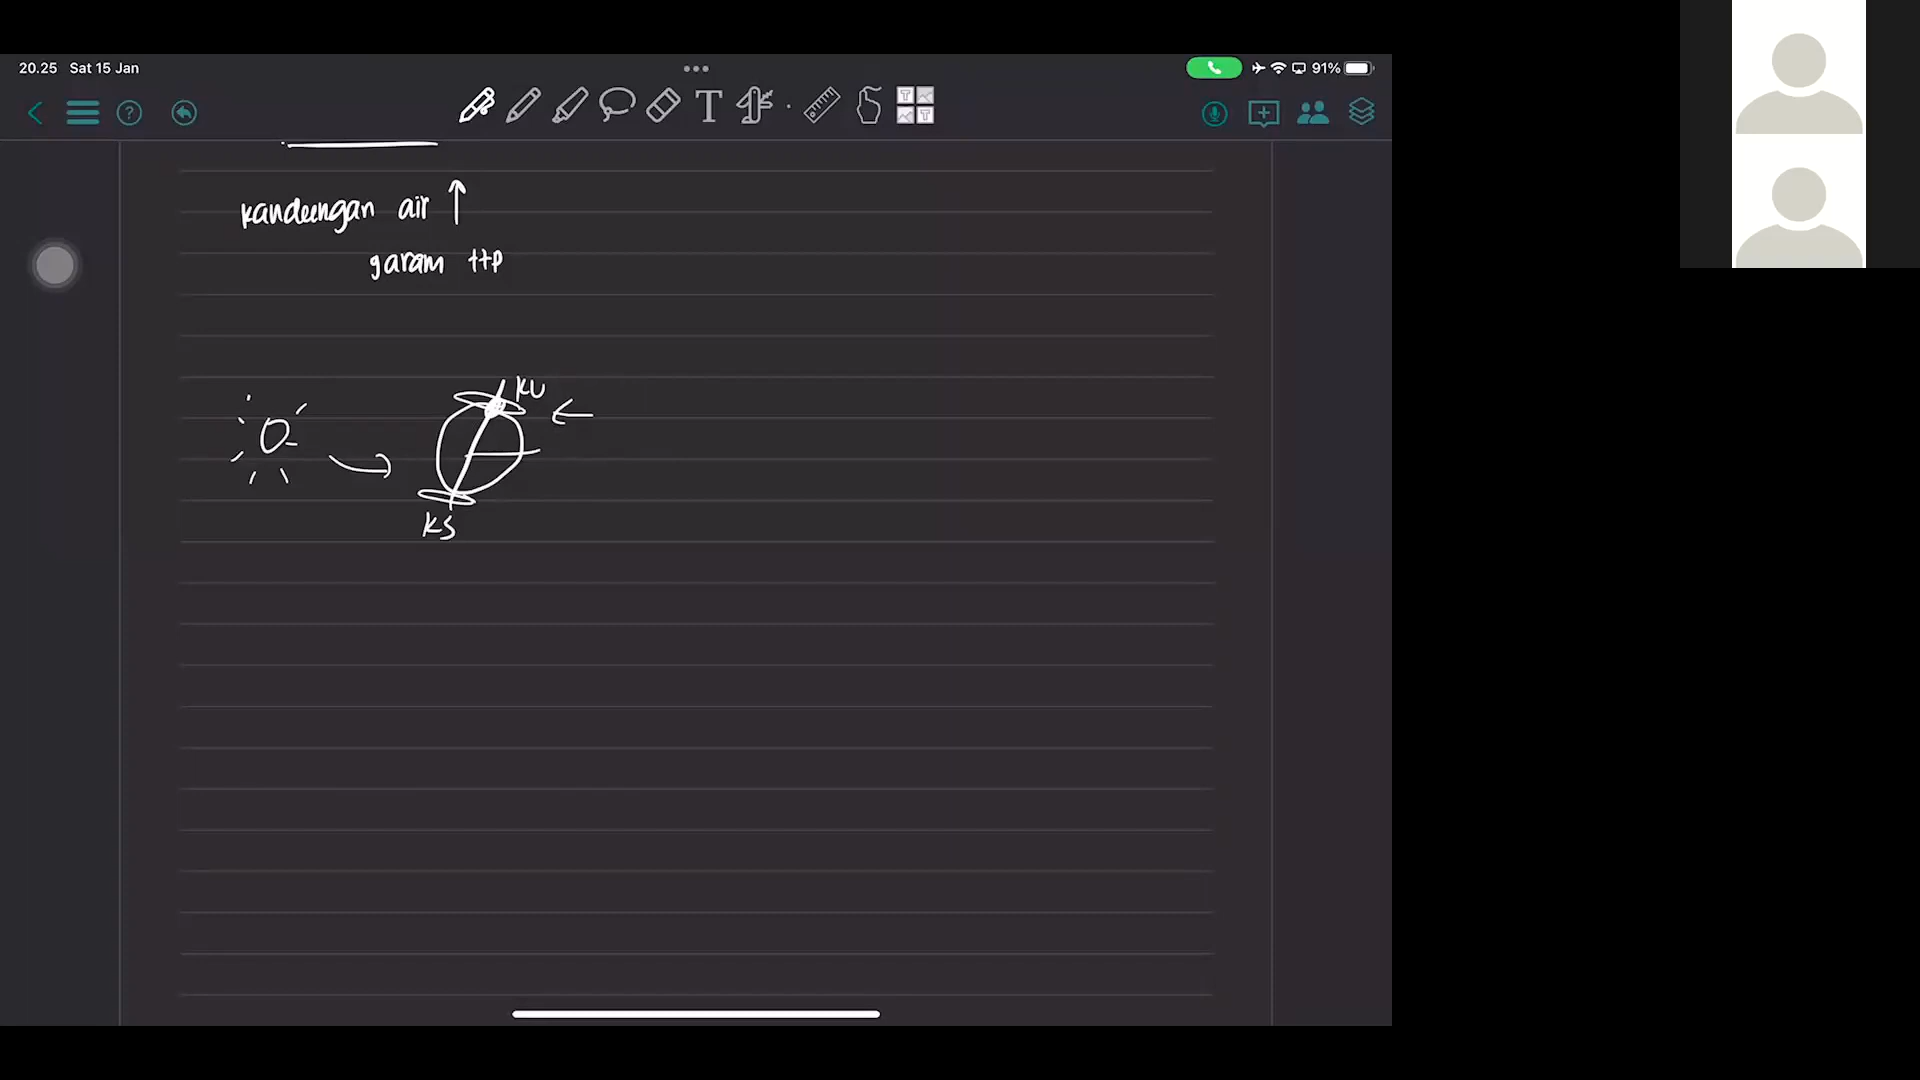 20.25 Sat 15 Jan
91%
kandungan air ↑
garam ttp
KU
KS